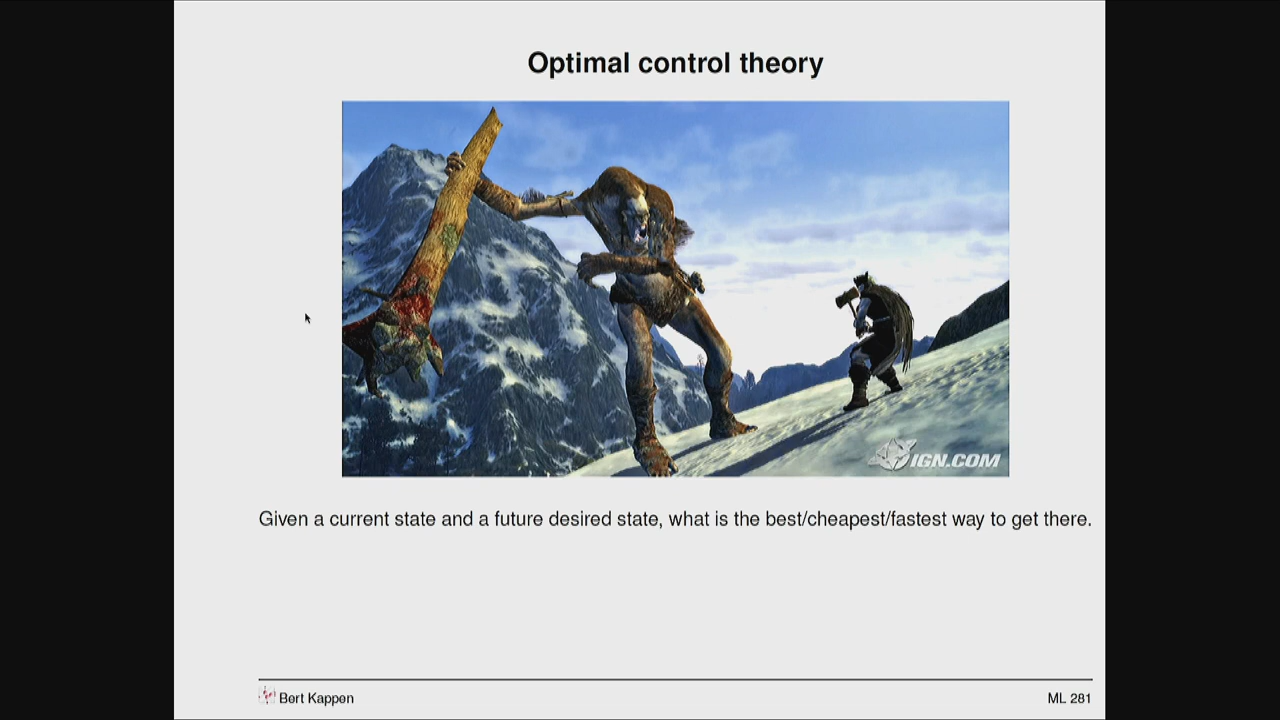 Optimal control theory
IGN.COM
Given a current state and a future desired state, what is the best/cheapest/fastest way to get there.
Bert Kappen
ML 281